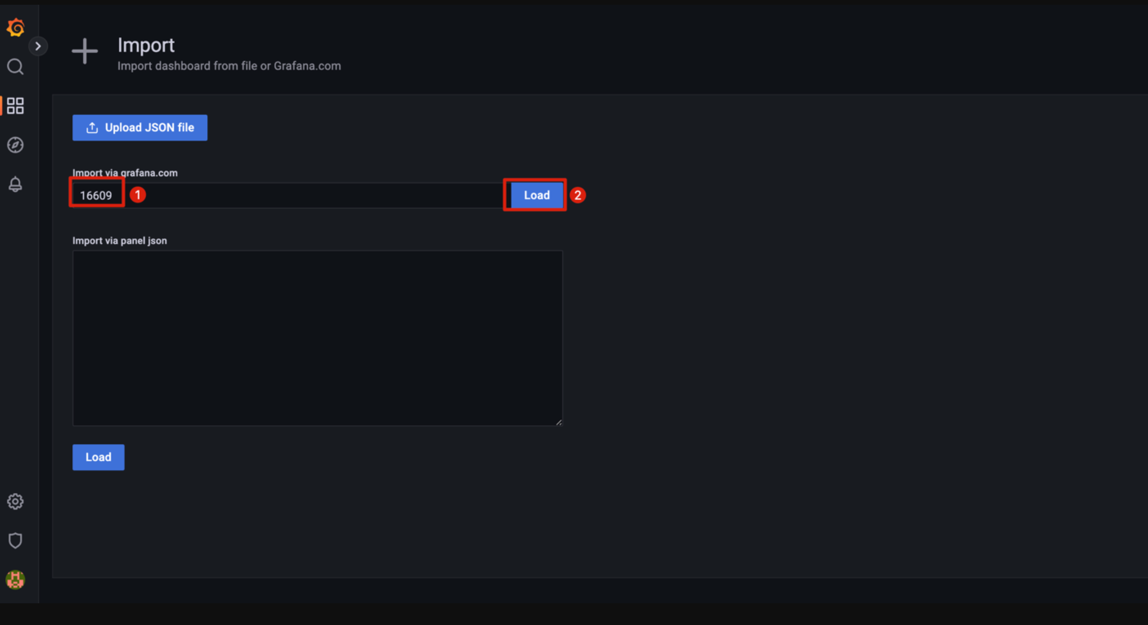 Import
Import dashboard from file or Grafana.com
Upload JSON file
Import via grafana.com
16609 1 Load 2
Import via panel json
Load